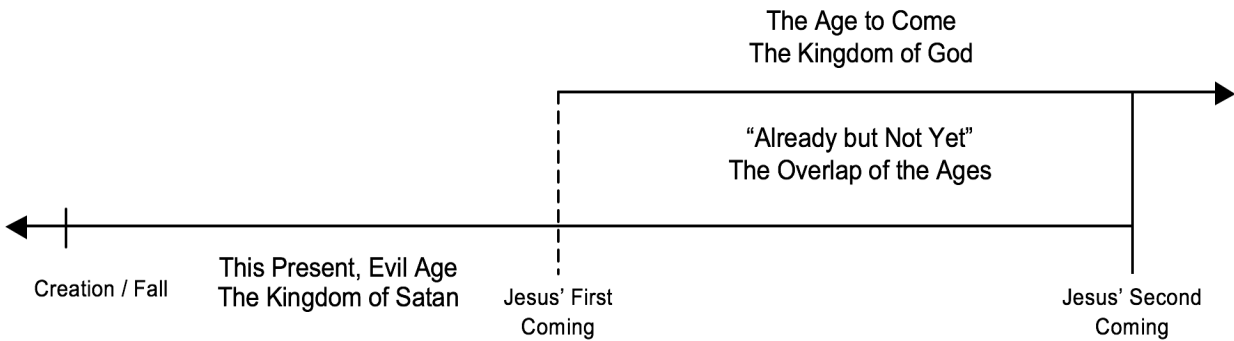 The Age to Come
The Kingdom of God
“Already but Not Yet”
The Overlap of the Ages
This Present, Evil Age
The Kingdom of Satan
Creation / Fall
Jesus’ First
Coming
Jesus’ Second
Coming